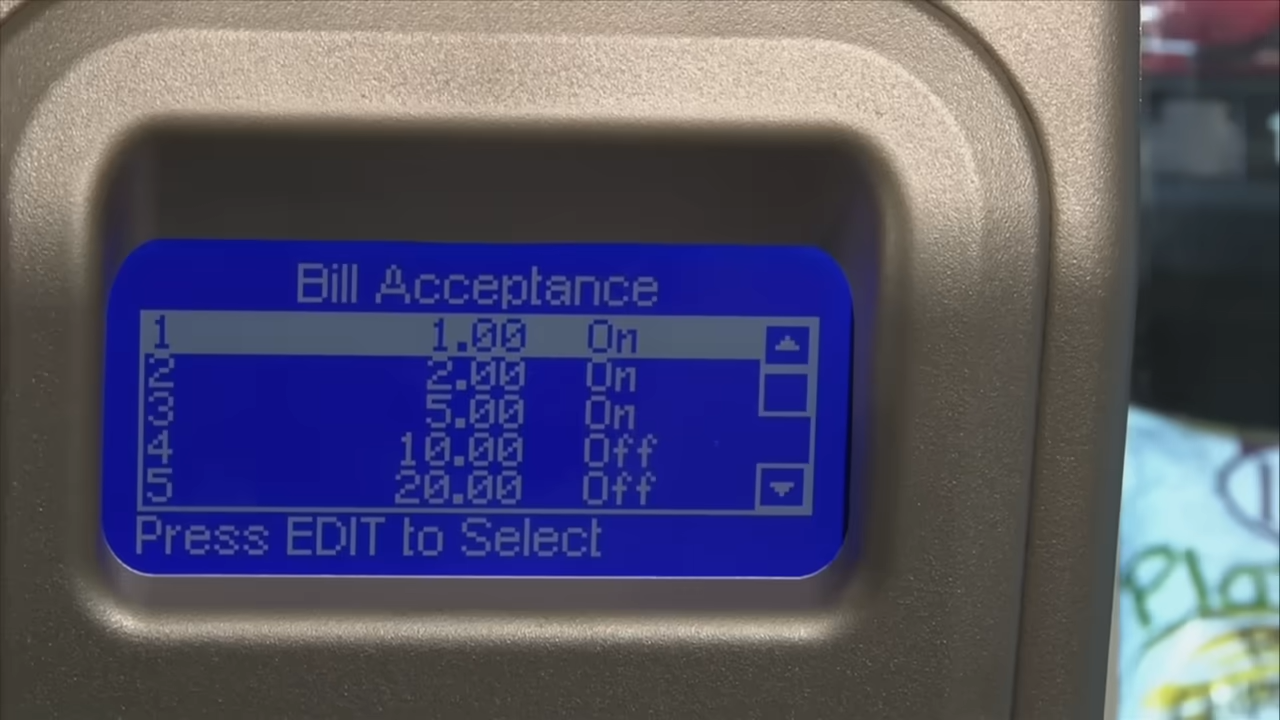 Bill Acceptance
1 1.00 On
2 2.00 On
3 5.00 On
4 10.00 Off
5 20.00 Off
Press EDIT to Select